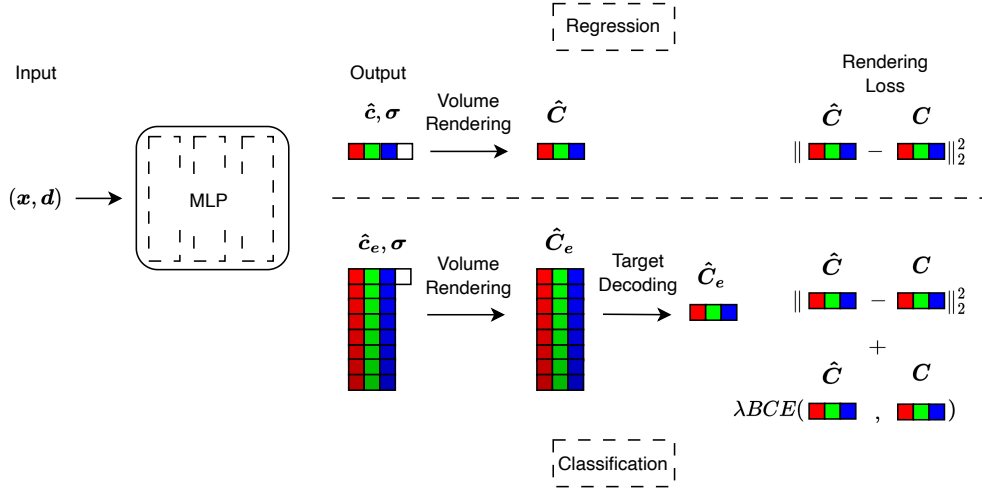 Regression
Input
Output
Rendering
Loss
ĉ, σ
Volume
Rendering
Ĉ
Ĉ
C
‖ − ‖₂²
(x, d)
MLP
ĉₑ, σ
Volume
Rendering
Ĉₑ
Target
Decoding
Ĉₑ
Ĉ
C
‖ − ‖₂²
+
Ĉ
C
λBCE( , )
Classification